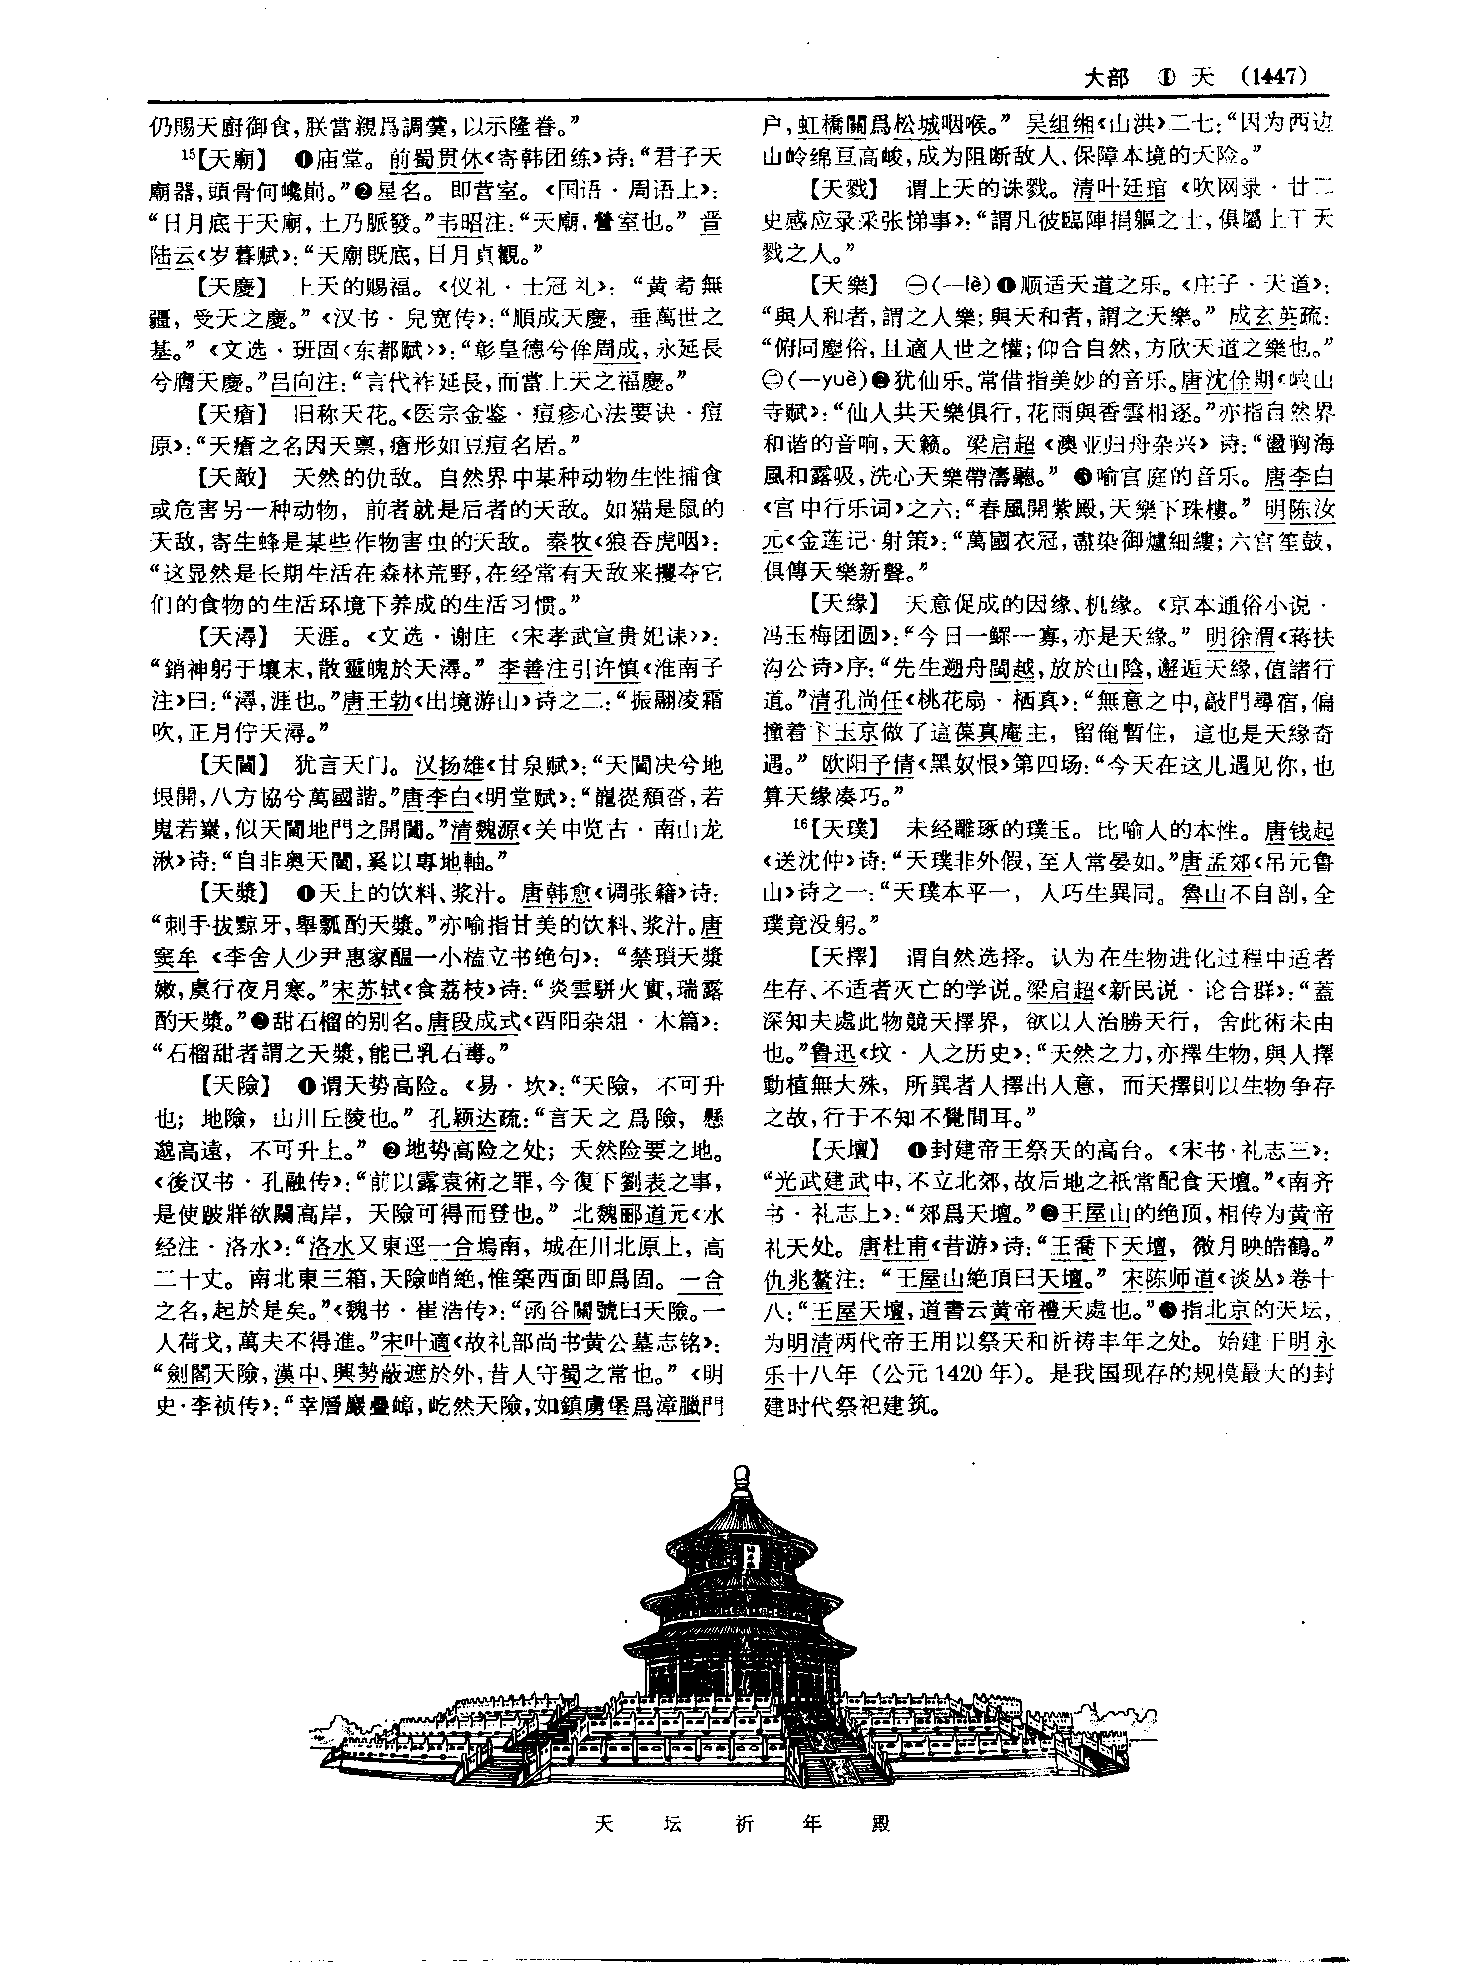 大部 ① 天 (1447)
仍賜天廚御食，朕當親爲調羹，以示隆眷。”
15【天廟】 ❶庙堂。前蜀贯休《寄韩团练》诗：“君子天
廟器，頭骨何巉巃。”❷星名。即营室。《国语·周语上》：
“日月底于天廟，土乃脈發。”韦昭注：“天廟，營室也。” 晋
陆云《岁暮赋》：“天廟既底，日月貞觀。”
【天慶】 上天的赐福。《仪礼·士冠礼》：“黄耇無
疆，受天之慶。”《汉书·兒宽传》：“順成天慶，垂萬世之
基。”《文选·班固〈东都赋〉》：“彰皇德兮侔周成，永延長
兮膺天慶。”吕向注：“言代祚延長，而當上天之福慶。”
【天瘡】 旧称天花。《医宗金鉴·痘疹心法要诀·痘
原》：“天瘡之名因天禀，瘡形如豆痘名居。”
【天敵】 天然的仇敌。自然界中某种动物生性捕食
或危害另一种动物，前者就是后者的天敌。如猫是鼠的
天敌，寄生蜂是某些作物害虫的天敌。秦牧《狼吞虎咽》：
“这显然是长期生活在森林荒野，在经常有天敌来攫夺它
们的食物的生活环境下养成的生活习惯。”
【天潯】 天涯。《文选·谢庄〈宋孝武宣贵妃诔〉》：
“銷神躬于壤末，散靈魄於天潯。” 李善注引许慎《淮南子
注》曰：“潯，涯也。”唐王勃《出境游山》诗之二：“振翮凌霜
吹，正月佇天潯。”
【天閫】 犹言天门。汉扬雄《甘泉赋》：“天閫决兮地
垠開，八方協兮萬國諧。”唐李白《明堂赋》：“巃嵸頽沓，若
嵬若嶪，似天閫地門之開闔。”清魏源《关中览古·南山龙
湫》诗：“自非奥天閫，奚以專地軸。”
【天漿】 ❶天上的饮料、浆汁。唐韩愈《调张籍》诗：
“刺手拔鯨牙，舉瓢酌天漿。”亦喻指甘美的饮料、浆汁。唐
窦牟《李舍人少尹惠家醖一小榼立书绝句》：“禁瑣天漿
嫩，虞行夜月寒。”宋苏轼《食荔枝》诗：“炎雲駢火實，瑞露
酌天漿。”❷甜石榴的别名。唐段成式《酉阳杂俎·木篇》：
“石榴甜者謂之天漿，能已乳石毒。”
【天險】 ❶谓天势高险。《易·坎》：“天險，不可升
也；地險，山川丘陵也。” 孔颖达疏：“言天之爲險，懸
邈高遠，不可升上。” ❷地势高险之处；天然险要之地。
《後汉书·孔融传》：“前以露袁術之罪，今復下劉表之事，
是使跛牂欲闚高岸，天險可得而登也。” 北魏郦道元《水
经注·洛水》：“洛水又東逕一合塢南，城在川北原上，高
二十丈。南北東三箱，天險峭絶，惟築西面即爲固。一合
之名，起於是矣。”《魏书·崔浩传》：“函谷關號曰天險。一
人荷戈，萬夫不得進。”宋叶適《故礼部尚书黄公墓志铭》：
“劍閣天險，漢中、興勢蔽遮於外，昔人守蜀之常也。” 《明
史·李祯传》：“幸層巖疊嶂，屹然天險，如鎮虜堡爲漳臘門
户，虹橋關爲松城咽喉。” 吴组缃《山洪》二七：“因为西边
山岭绵亘高峻，成为阻断敌人、保障本境的天险。”
【天戮】 谓上天的诛戮。清叶廷琯《吹网录·廿二
史感应录采张悌事》：“謂凡彼臨陣捐軀之士，俱屬上干天
戮之人。”
【天樂】 ㊀(—lè)❶顺适天道之乐。《庄子·天道》：
“與人和者，謂之人樂；與天和者，謂之天樂。” 成玄英疏：
“俯同塵俗，且適人世之懽；仰合自然，方欣天道之樂也。”
㊁(—yuè)❷犹仙乐。常借指美妙的音乐。唐沈佺期《峡山
寺赋》：“仙人共天樂俱行，花雨與香雲相逐。”亦指自然界
和谐的音响，天籁。梁启超《澳亚归舟杂兴》诗：“盪胸海
風和露吸，洗心天樂帶濤聽。” ❸喻宫庭的音乐。唐李白
《宫中行乐词》之六：“春風開紫殿，天樂下珠樓。” 明陈汝
元《金莲记·射策》：“萬國衣冠，盡染御爐細縷；六宫笙鼓，
俱傳天樂新聲。”
【天緣】 天意促成的因缘、机缘。《京本通俗小说·
冯玉梅团圆》：“今日一鰥一寡，亦是天緣。” 明徐渭《蒋扶
沟公诗》序：“先生遡舟閩越，放於山陰，邂逅天緣，值諸行
道。”清孔尚任《桃花扇·栖真》：“無意之中，敲門尋宿，偏
撞着卞玉京做了這葆真庵主，留俺暫住，這也是天緣奇
遇。” 欧阳予倩《黑奴恨》第四场：“今天在这儿遇见你，也
算天缘凑巧。”
16【天璞】 未经雕琢的璞玉。比喻人的本性。唐钱起
《送沈仲》诗：“天璞非外假，至人常晏如。”唐孟郊《吊元鲁
山》诗之一：“天璞本平一，人巧生異同。魯山不自剖，全
璞竟没躬。”
【天擇】 谓自然选择。认为在生物进化过程中适者
生存、不适者灭亡的学说。梁启超《新民说·论合群》：“蓋
深知夫處此物競天擇界，欲以人治勝天行，舍此術末由
也。”鲁迅《坟·人之历史》：“天然之力，亦擇生物，與人擇
動植無大殊，所異者人擇出人意，而天擇則以生物争存
之故，行于不知不覺間耳。”
【天壇】 ❶封建帝王祭天的高台。《宋书·礼志三》：
“光武建武中，不立北郊，故后地之祇常配食天壇。”《南齐
书·礼志上》：“郊爲天壇。”❷王屋山的绝顶，相传为黄帝
礼天处。唐杜甫《昔游》诗：“王喬下天壇，微月映皓鶴。”
仇兆鳌注：“王屋山絶頂曰天壇。” 宋陈师道《谈丛》卷十
八：“王屋天壇，道書云黄帝禮天處也。”❸指北京的天坛，
为明清两代帝王用以祭天和祈祷丰年之处。始建于明永
乐十八年（公元1420年）。是我国现存的规模最大的封
建时代祭祀建筑。
天坛祈年殿